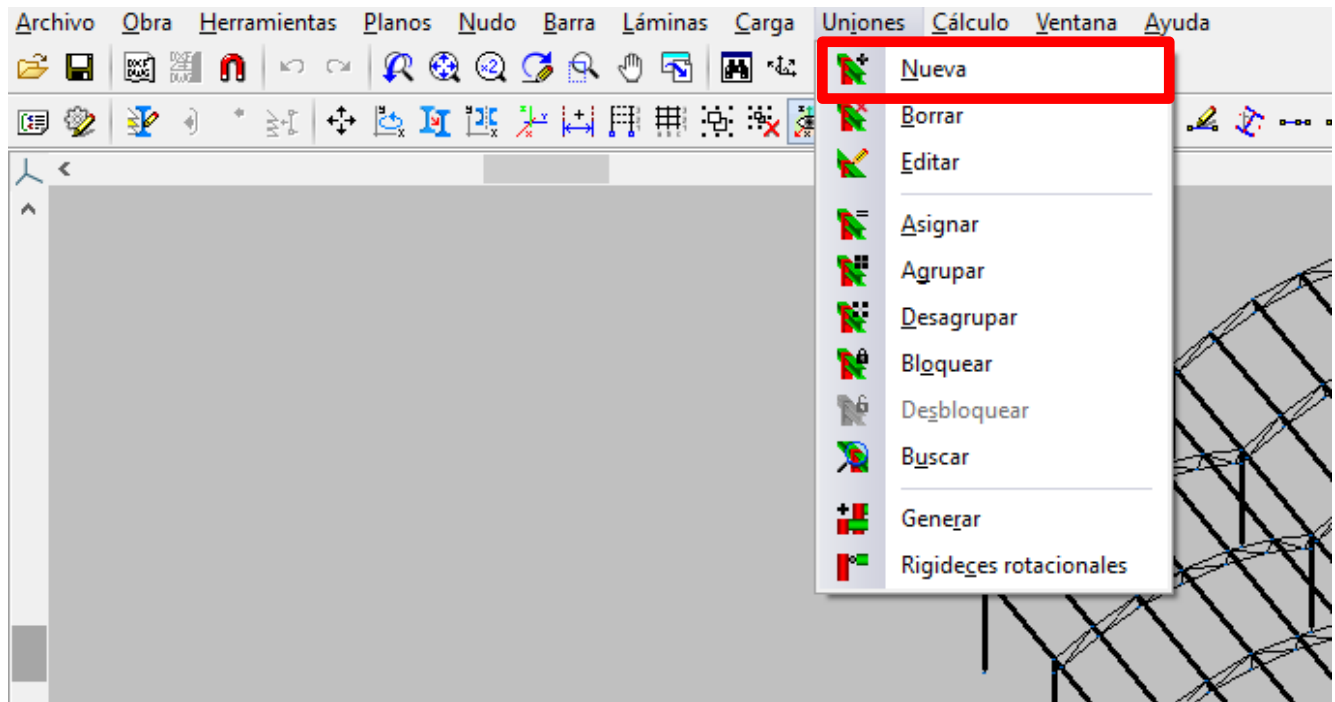 Archivo Obra Herramientas Planos Nudo Barra Láminas Carga Uniones Cálculo Ventana Ayuda
Nueva
Borrar
Editar
Asignar
Agrupar
Desagrupar
Bloquear
Desbloquear
Buscar
Generar
Rigideces rotacionales